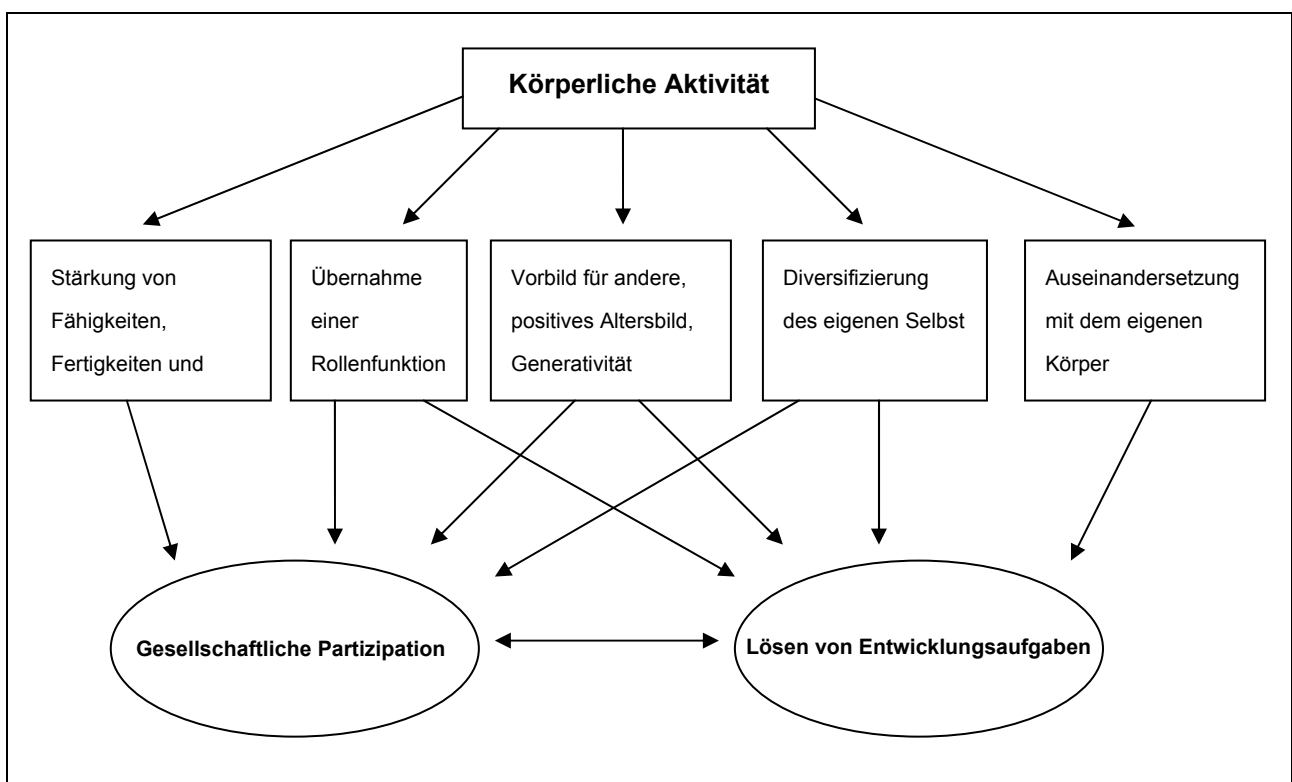 Körperliche Aktivität
Stärkung von
Fähigkeiten,
Fertigkeiten und
Übernahme
einer
Rollenfunktion
Vorbild für andere,
positives Altersbild,
Generativität
Diversifizierung
des eigenen Selbst
Auseinandersetzung
mit dem eigenen
Körper
Gesellschaftliche Partizipation
Lösen von Entwicklungsaufgaben